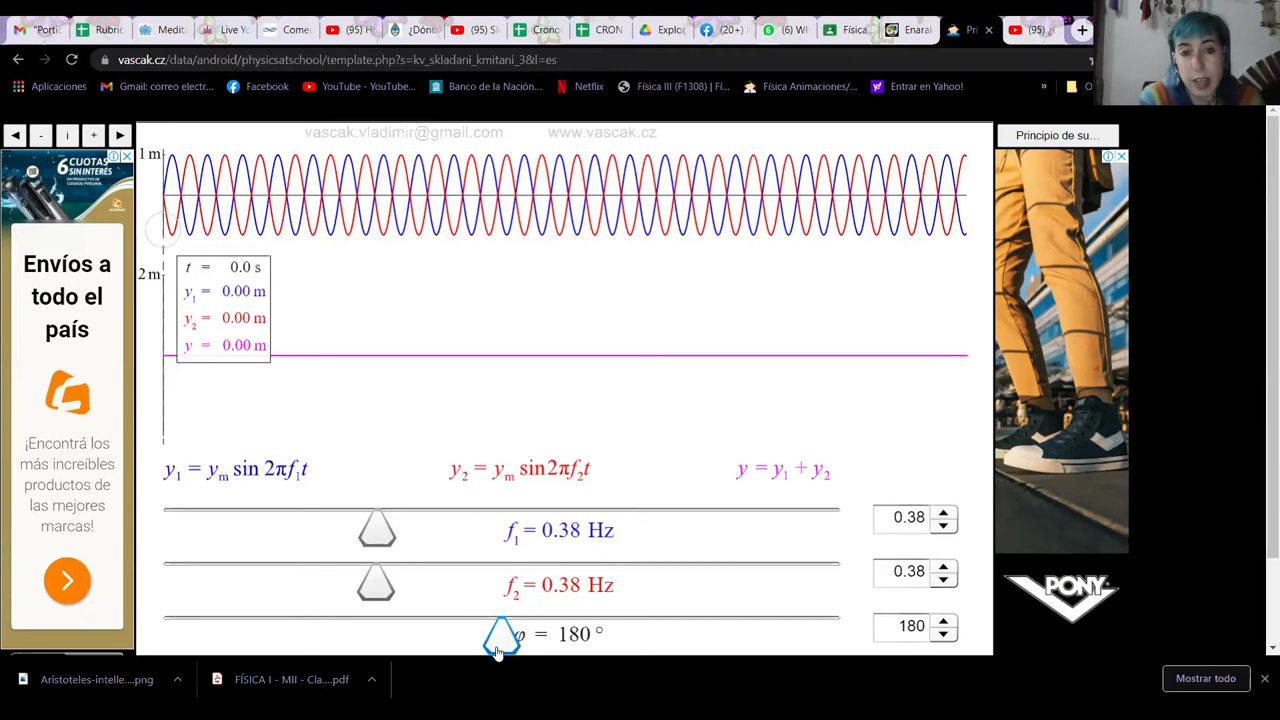 "Portic
Rubric
Medita
Live Yo
Comer
(95) H
¿Dónd
(95) Sk
Crono
CRON
Explor
(20+)
(6) W
Física
Enarak
Pri
(95) ¿C
vascak.cz/data/android/physicsatschool/template.php?s=kv_skladani_kmitani_3&l=es
Aplicaciones
Gmail: correo electr...
Facebook
YouTube - YouTube...
Banco de la Nación...
Netflix
Física III (F1308) | Fí...
Física Animaciones/...
Entrar en Yahoo!
»
◄
-
i
+
►
vascak.vladimir@gmail.com
www.vascak.cz
Principio de su...
6 CUOTAS
SIN INTERÉS
Envíos a
todo el
país
¡Encontrá los
más increíbles
productos de
las mejores
marcas!
1 m
2 m
t = 0.0 s
y1 = 0.00 m
y2 = 0.00 m
y = 0.00 m
y1 = ym sin 2πf1t
y2 = ym sin2πf2t
y = y1 + y2
f1 = 0.38 Hz
0.38
f2 = 0.38 Hz
0.38
φ = 180 °
180
PONY
Aristoteles-intelle....png
FÍSICA I - MII - Cla....pdf
Mostrar todo